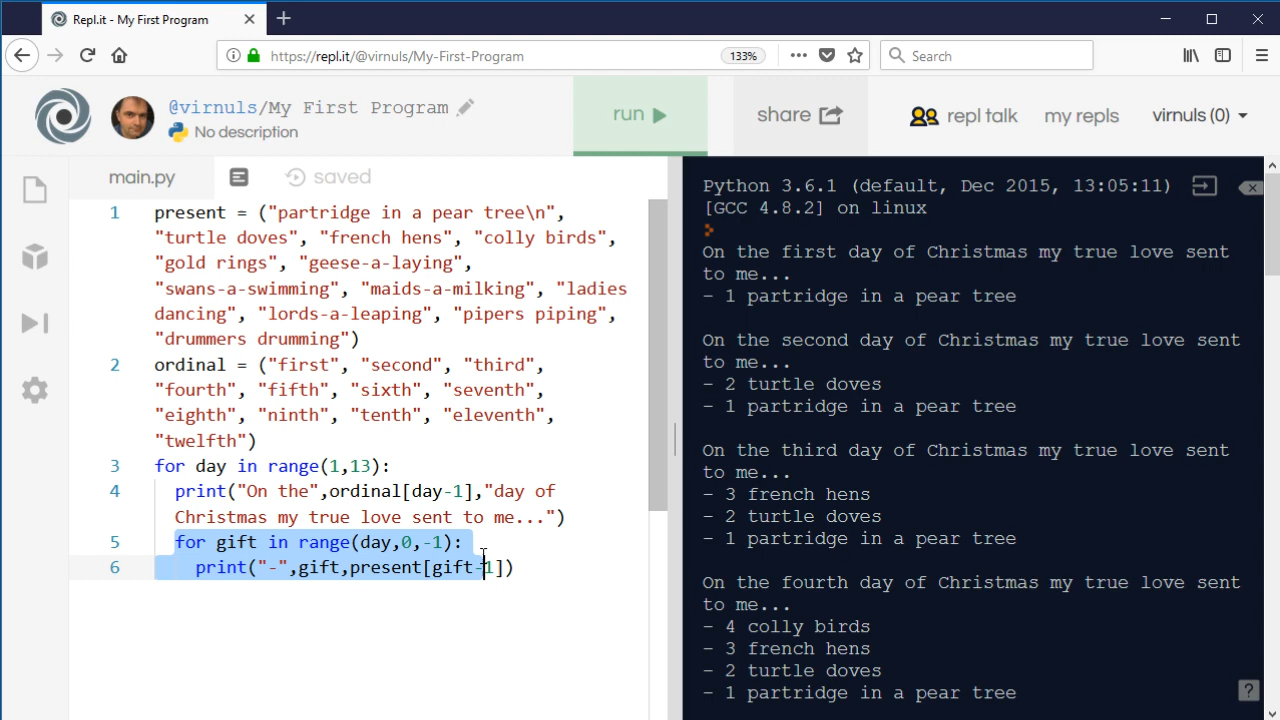 Repl.it - My First Program
https://repl.it/@virnuls/My-First-Program
133%
Search
@virnuls/My First Program
No description
run
share
repl talk
my repls
virnuls (0)
main.py
saved
1 present = ("partridge in a pear tree\n",
"turtle doves", "french hens", "colly birds",
"gold rings", "geese-a-laying",
"swans-a-swimming", "maids-a-milking", "ladies
dancing", "lords-a-leaping", "pipers piping",
"drummers drumming")
2 ordinal = ("first", "second", "third",
"fourth", "fifth", "sixth", "seventh",
"eighth", "ninth", "tenth", "eleventh",
"twelfth")
3 for day in range(1,13):
4 print("On the",ordinal[day-1],"day of
Christmas my true love sent to me...")
5 for gift in range(day,0,-1):
6 print("-",gift,present[gift-1])
Python 3.6.1 (default, Dec 2015, 13:05:11)
[GCC 4.8.2] on linux
On the first day of Christmas my true love sent
to me...
- 1 partridge in a pear tree
On the second day of Christmas my true love sent
to me...
- 2 turtle doves
- 1 partridge in a pear tree
On the third day of Christmas my true love sent
to me...
- 3 french hens
- 2 turtle doves
- 1 partridge in a pear tree
On the fourth day of Christmas my true love sent
to me...
- 4 colly birds
- 3 french hens
- 2 turtle doves
- 1 partridge in a pear tree
?